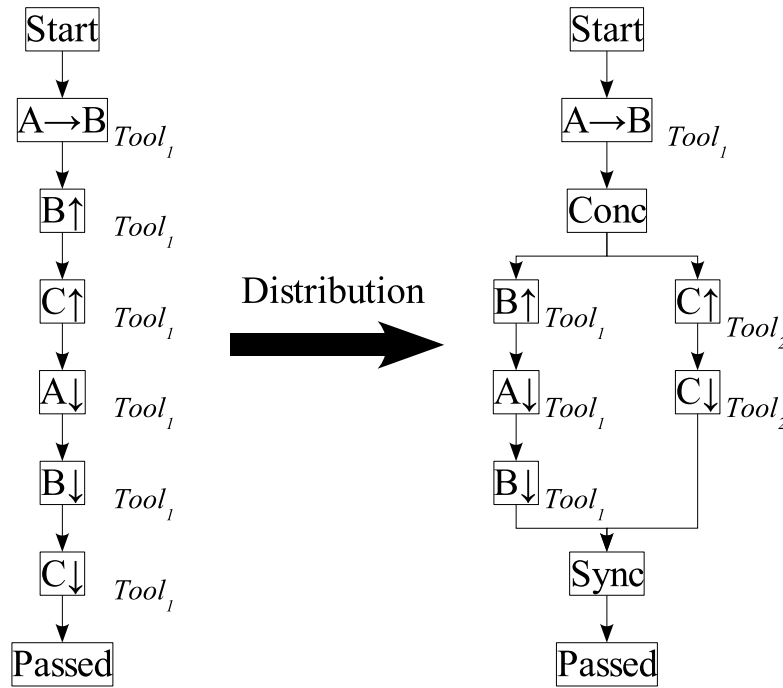 Start
A→B
Tool1
B↑
Tool1
C↑
Tool1
A↓
Tool1
B↓
Tool1
C↓
Tool1
Passed
Distribution
Start
A→B
Tool1
Conc
B↑
Tool1
C↑
Tool2
A↓
Tool1
C↓
Tool2
B↓
Tool1
Sync
Passed